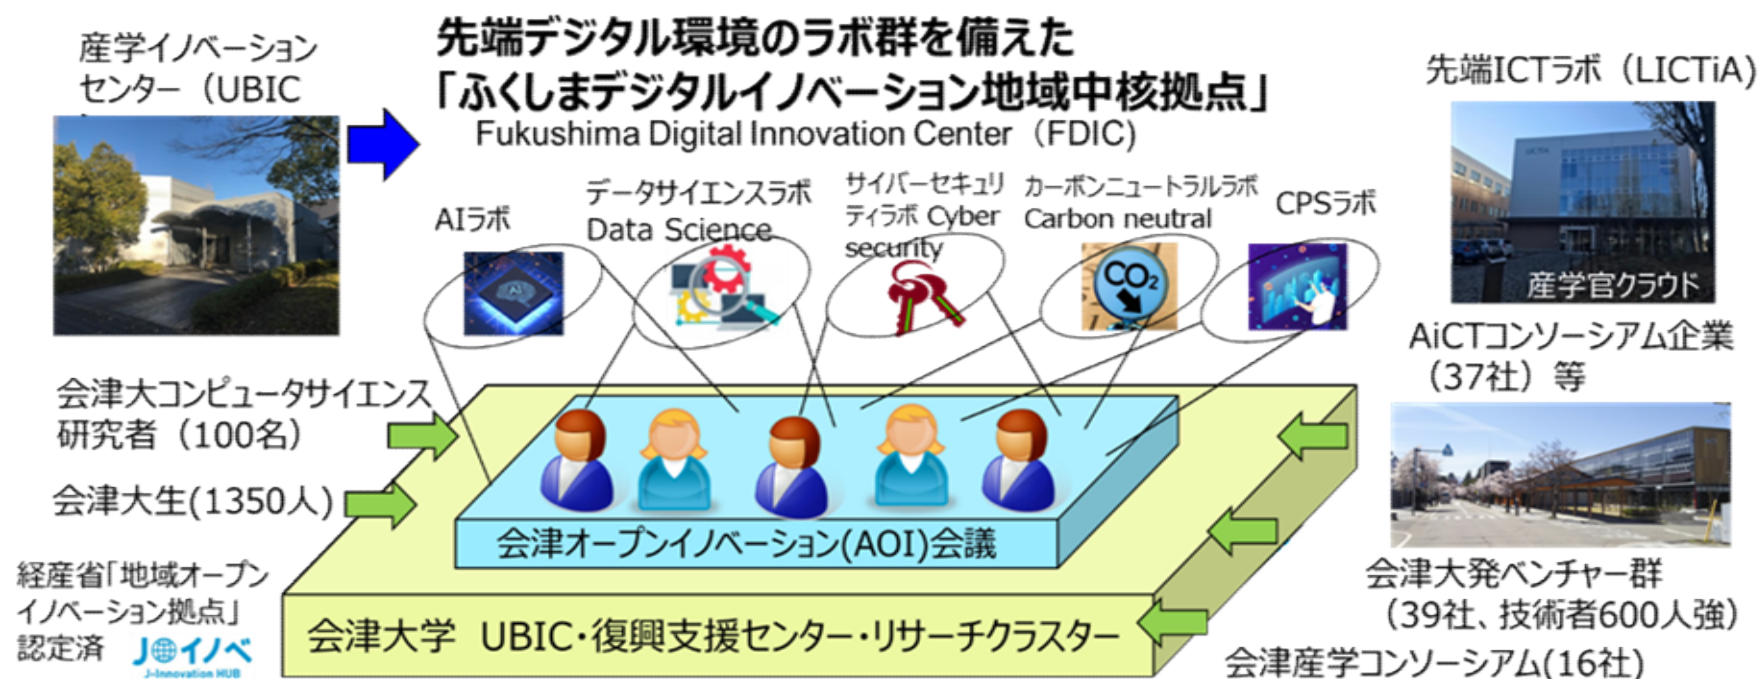 産学イノベーション
センター（UBIC
先端デジタル環境のラボ群を備えた
「ふくしまデジタルイノベーション地域中核拠点」
Fukushima Digital Innovation Center（FDIC)
先端ICTラボ（LICTiA)
産学官クラウド
AIラボ
データサイエンスラボ
Data Science
サイバーセキュリ
ティラボ Cyber
security
カーボンニュートラルラボ
Carbon neutral
CPSラボ
AI
CO₂
AiCTコンソーシアム企業
（37社）等
会津大コンピュータサイエンス
研究者（100名）
会津大生(1350人)
会津オープンイノベーション(AOI)会議
経産省「地域オープン
イノベーション拠点」
認定済
Jイノベ
J-Innovation HUB
会津大学 UBIC・復興支援センター・リサーチクラスター
会津大発ベンチャー群
（39社、技術者600人強）
会津産学コンソーシアム(16社)